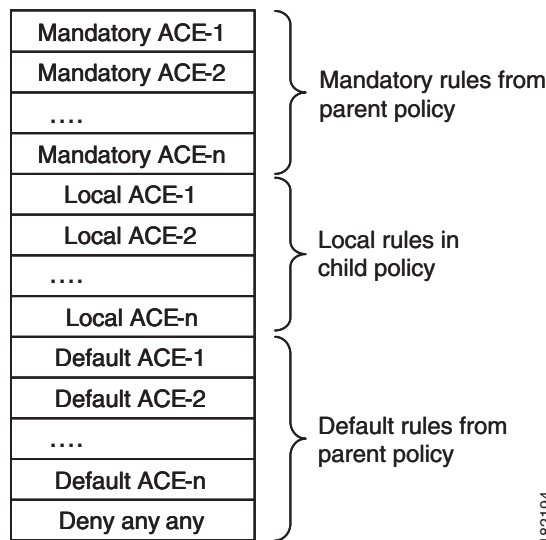 Mandatory ACE-1
Mandatory ACE-2
....
Mandatory ACE-n
Mandatory rules from
parent policy
Local ACE-1
Local ACE-2
....
Local ACE-n
Local rules in
child policy
Default ACE-1
Default ACE-2
....
Default ACE-n
Deny any any
Default rules from
parent policy
182194